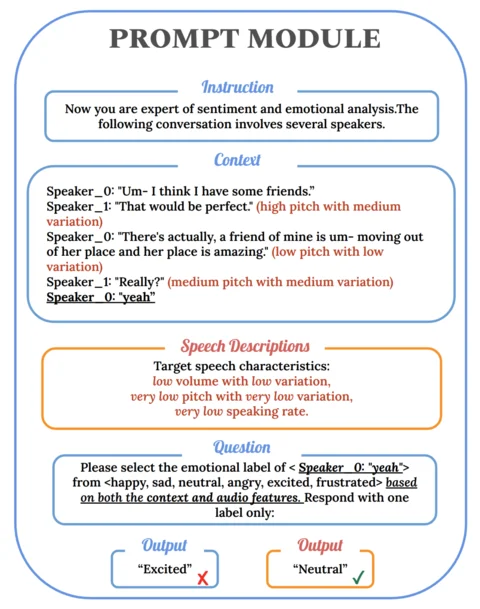 PROMPT MODULE
Instruction
Now you are expert of sentiment and emotional analysis.The
following conversation involves several speakers.
Context
Speaker_0: "Um- I think I have some friends."
Speaker_1: "That would be perfect." (high pitch with medium
variation)
Speaker_0: "There's actually, a friend of mine is um- moving out
of her place and her place is amazing." (low pitch with low
variation)
Speaker_1: "Really?" (medium pitch with medium variation)
Speaker_0: "yeah"
Speech Descriptions
Target speech characteristics:
low volume with low variation,
very low pitch with very low variation,
very low speaking rate.
Question
Please select the emotional label of < Speaker_0: "yeah">
from <happy, sad, neutral, angry, excited, frustrated> based
on both the context and audio features. Respond with one
label only:
Output
"Excited" ✗
Output
"Neutral" ✓